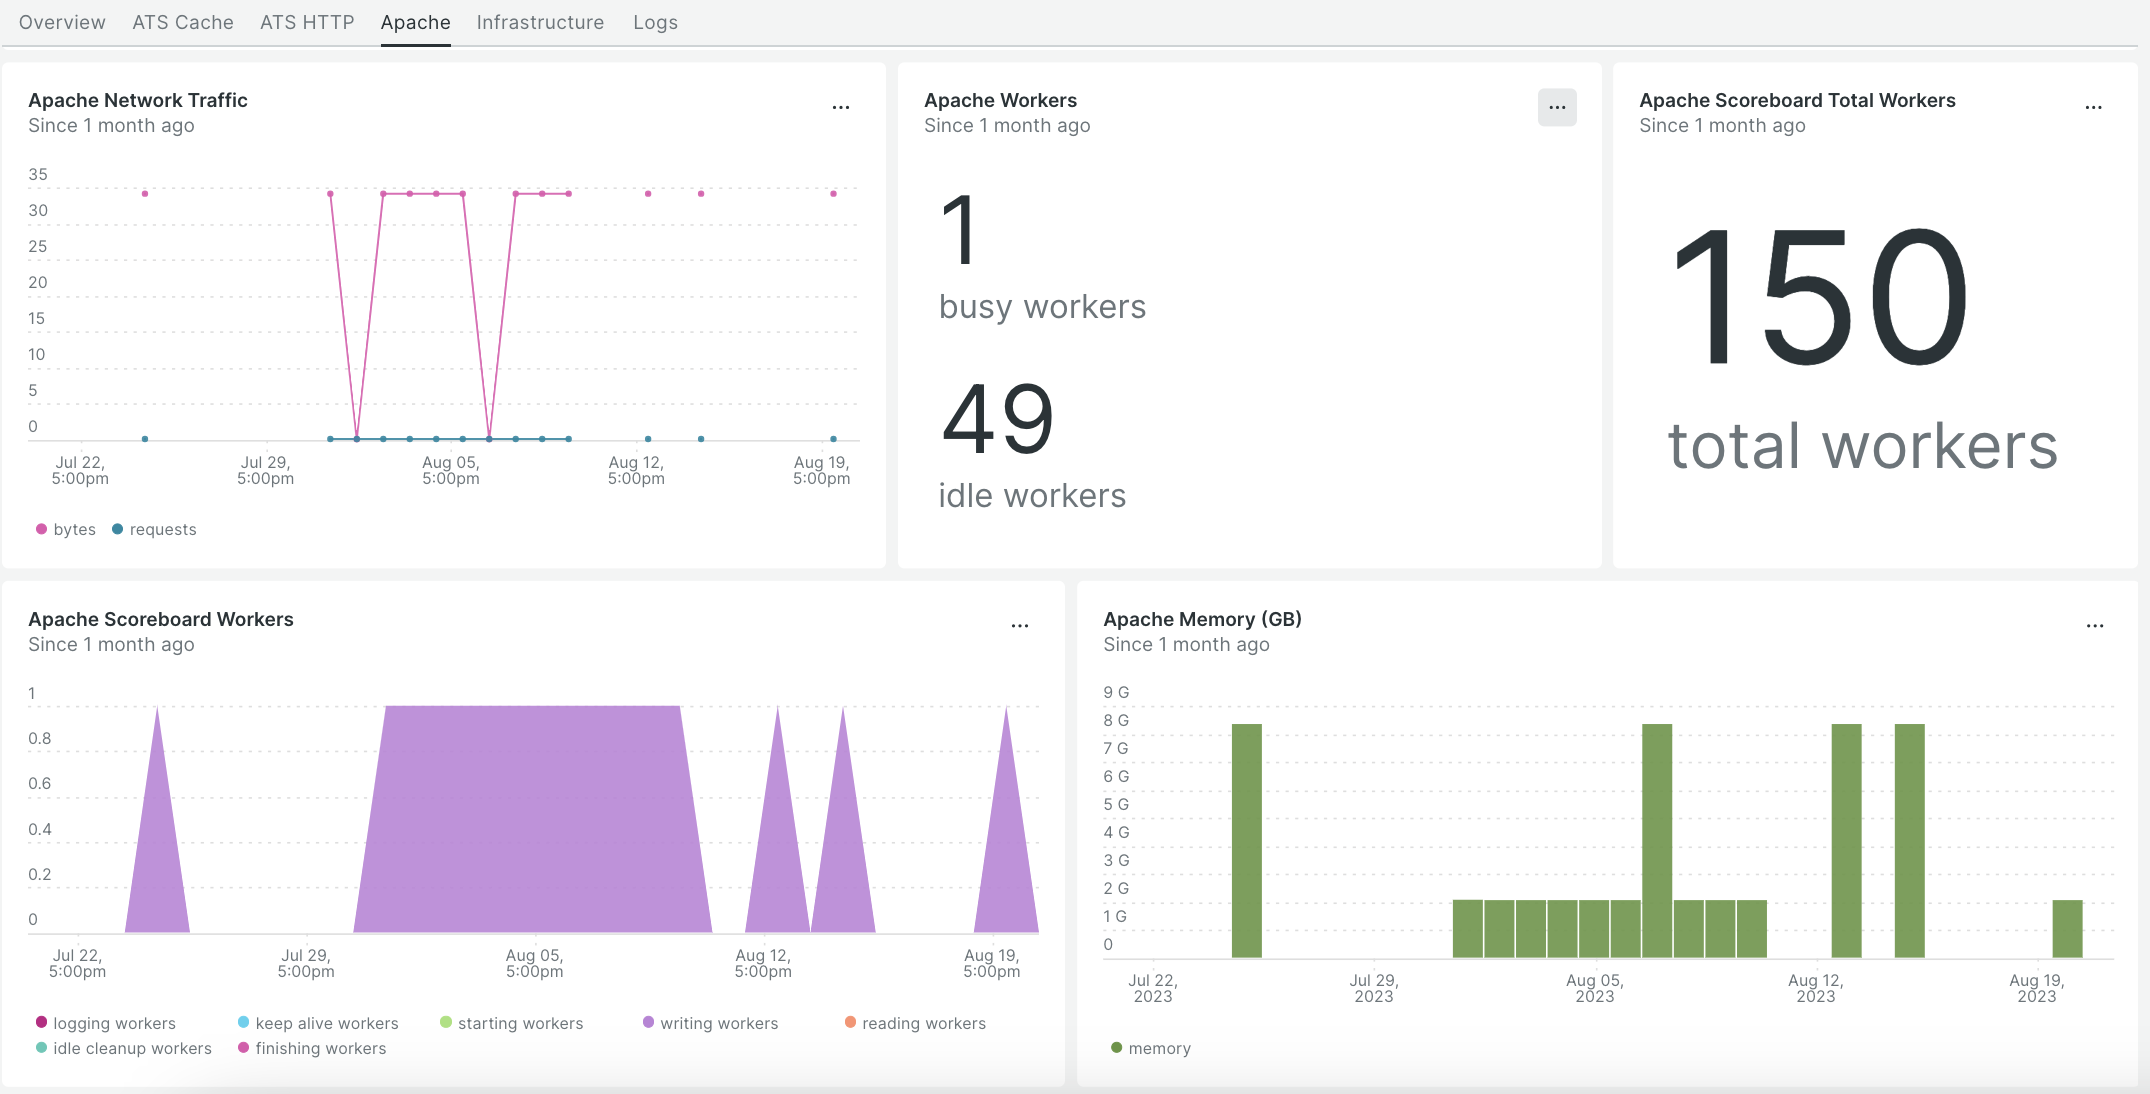 Overview ATS Cache ATS HTTP Apache Infrastructure Logs
Apache Network Traffic
Since 1 month ago
...
35
30
25
20
15
10
5
0
Jul 22, 5:00pm
Jul 29, 5:00pm
Aug 05, 5:00pm
Aug 12, 5:00pm
Aug 19, 5:00pm
bytes requests
Apache Workers
Since 1 month ago
...
1
busy workers
49
idle workers
Apache Scoreboard Total Workers
Since 1 month ago
...
150
total workers
Apache Scoreboard Workers
Since 1 month ago
...
1
0.8
0.6
0.4
0.2
0
Jul 22, 5:00pm
Jul 29, 5:00pm
Aug 05, 5:00pm
Aug 12, 5:00pm
Aug 19, 5:00pm
logging workers keep alive workers starting workers writing workers reading workers
idle cleanup workers finishing workers
Apache Memory (GB)
Since 1 month ago
...
9 G
8 G
7 G
6 G
5 G
4 G
3 G
2 G
1 G
0
Jul 22, 2023
Jul 29, 2023
Aug 05, 2023
Aug 12, 2023
Aug 19, 2023
memory